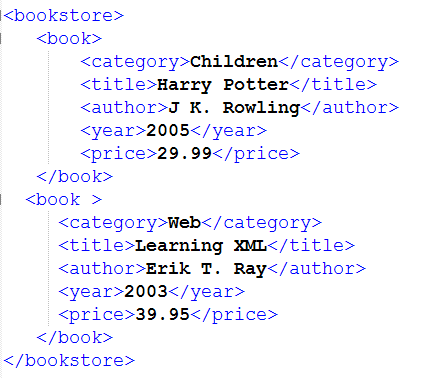 <bookstore>
<book>
<category>Children</category>
<title>Harry Potter</title>
<author>J K. Rowling</author>
<year>2005</year>
<price>29.99</price>
</book>
<book >
<category>Web</category>
<title>Learning XML</title>
<author>Erik T. Ray</author>
<year>2003</year>
<price>39.95</price>
</book>
</bookstore>